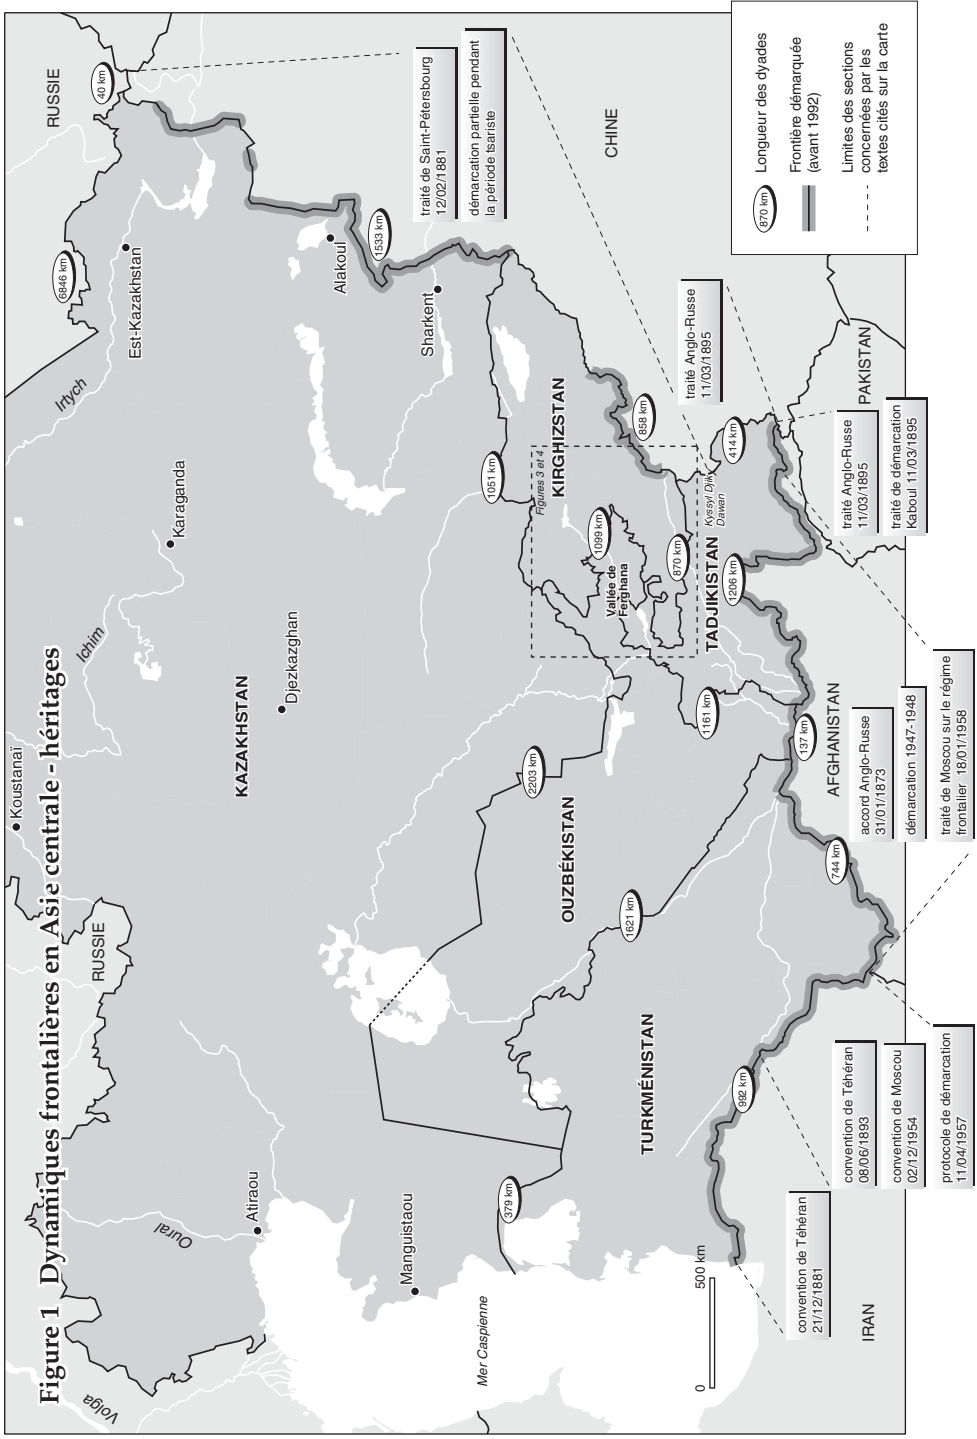 Figure 1 Dynamiques frontalières en Asie centrale - héritages
Volga
Oural
Atiraou
Manguistaou
Mer Caspienne
0
500 km
RUSSIE
Koustanaï
Ichim
Irtych
RUSSIE
40 km
6846 km
Est-Kazakhstan
Karaganda
KAZAKHSTAN
Djezkazghan
Alakoul
1533 km
Sharkent
CHINE
traité de Saint-Pétersbourg
12/02/1881
démarcation partielle pendant
la période tsariste
379 km
2203 km
1051 km
OUZBÉKISTAN
1621 km
TURKMÉNISTAN
KIRGHIZSTAN
Figures 3 et 4
1099 km
Vallée de
Ferghana
858 km
870 km
TADJIKISTAN
Kyssyl Djik
Dawan
414 km
1206 km
1161 km
137 km
744 km
992 km
AFGHANISTAN
PAKISTAN
IRAN
traité Anglo-Russe
11/03/1895
traité Anglo-Russe
11/03/1895
traité de démarcation
Kaboul 11/03/1895
accord Anglo-Russe
31/01/1873
démarcation 1947-1948
traité de Moscou sur le régime
frontalier 18/01/1958
convention de Téhéran
08/06/1893
convention de Moscou
02/12/1954
protocole de démarcation
11/04/1957
convention de Téhéran
21/12/1881
870 km
Longueur des dyades
Frontière démarquée
(avant 1992)
Limites des sections
concernées par les
textes cités sur la carte